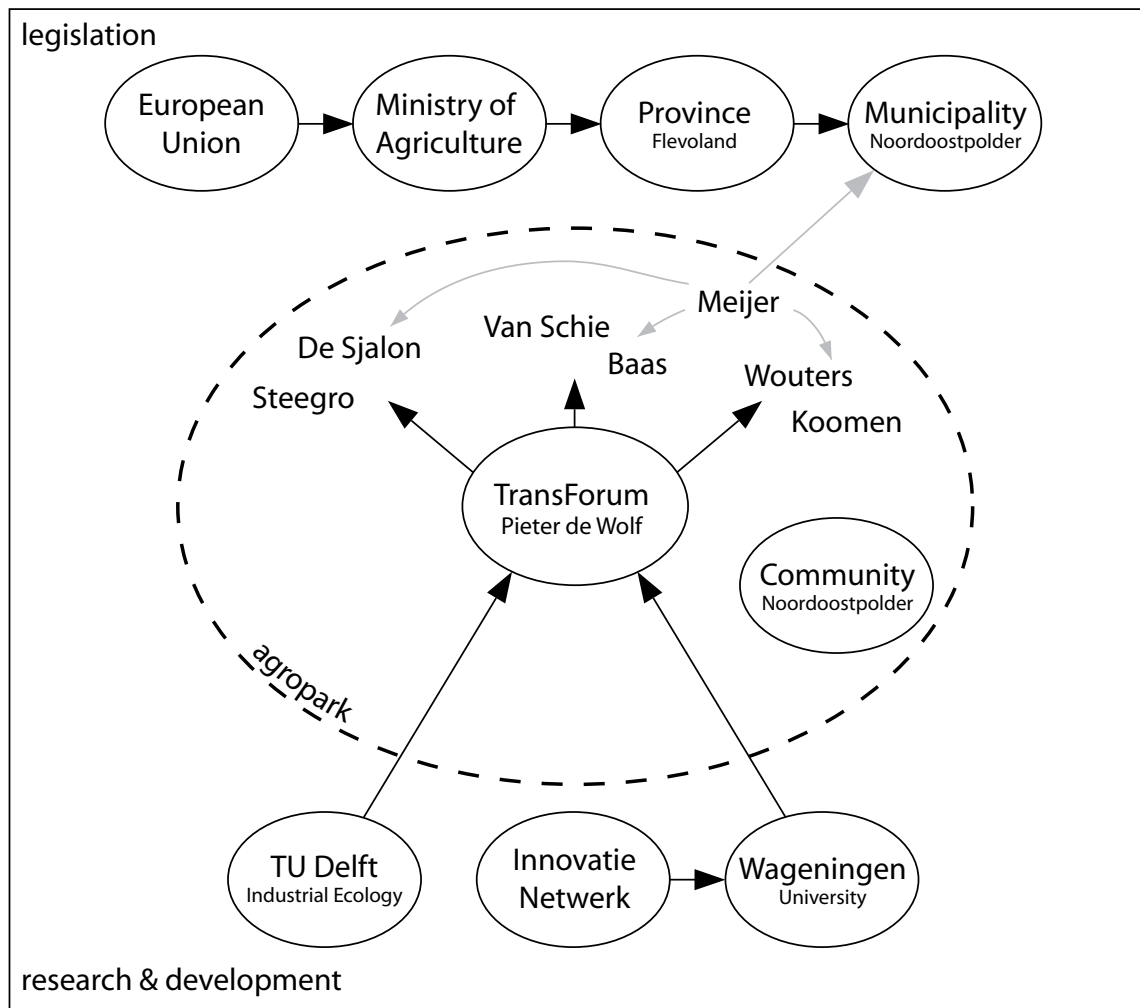 legislation
European
Union
Ministry of
Agriculture
Province
Flevoland
Municipality
Noordoostpolder
Meijer
Van Schie
De Sjalon
Baas
Wouters
Steegro
Koomen
TransForum
Pieter de Wolf
Community
Noordoostpolder
agropark
TU Delft
Industrial Ecology
Innovatie
Netwerk
Wageningen
University
research & development